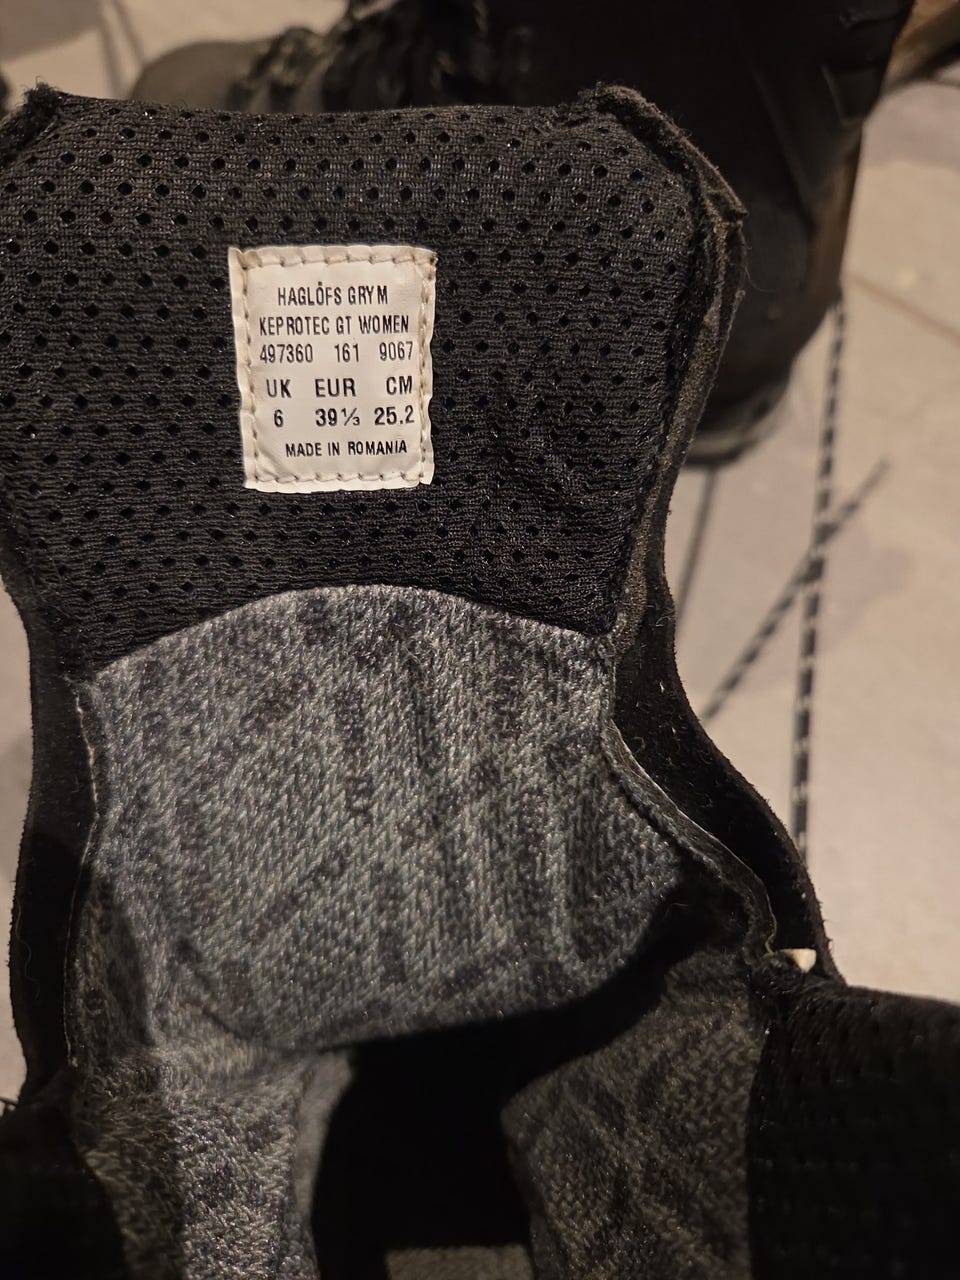 HAGLÖFS GRYM
KEPROTEC GT WOMEN
497360 161 9067
UK EUR CM
6 39⅓ 25.2
MADE IN ROMANIA